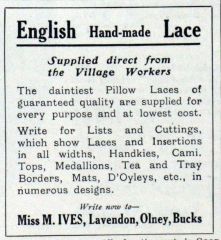 English Hand-made Lace
Supplied direct from
the Village Workers
The daintiest Pillow Laces of
guaranteed quality are supplied for
every purpose and at lowest cost.
Write for Lists and Cuttings,
which show Laces and Insertions
in all widths, Handkies, Cami.
Tops, Medallions, Tea and Tray
Borders, Mats, D'Oyleys, etc., in
numerous designs.
Write now to—
Miss M. IVES, Lavendon, Olney, Bucks